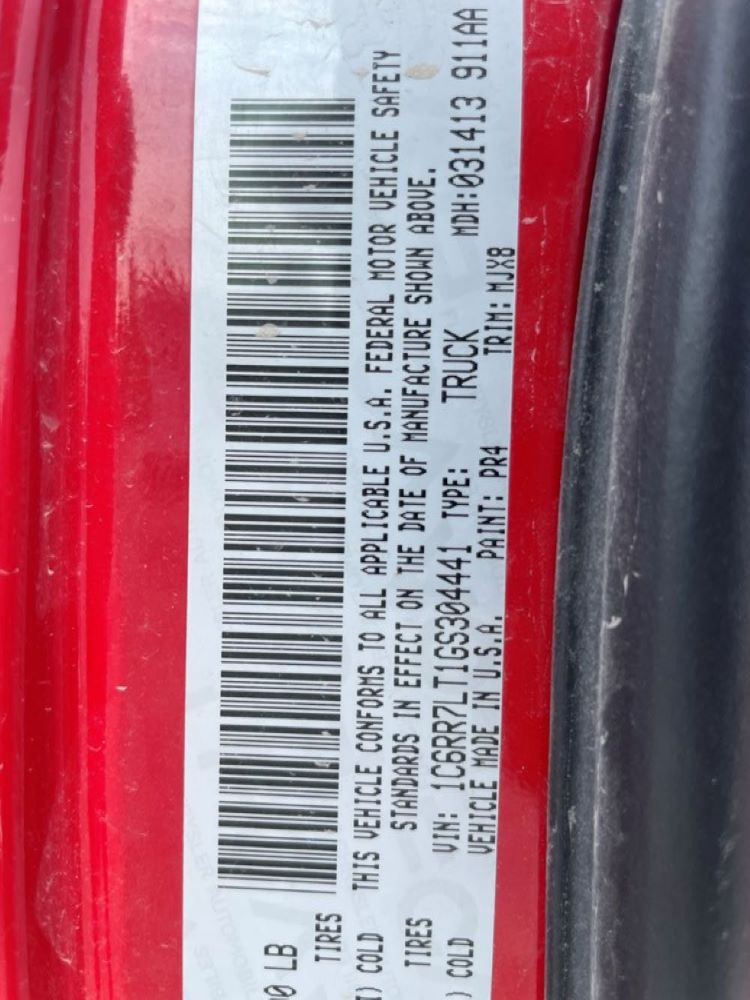 00 LB
TIRES
I) COLD
THIS VEHICLE CONFORMS TO ALL APPLICABLE U.S.A. FEDERAL MOTOR VEHICLE SAFETY
TIRES
STANDARDS IN EFFECT ON THE DATE OF MANUFACTURE SHOWN ABOVE.
) COLD
VIN: 1C6RR7LT1GS304441 TYPE: TRUCK MDH:031413 911AA
VEHICLE MADE IN U.S.A. PAINT: PR4 TRIM: MJX8